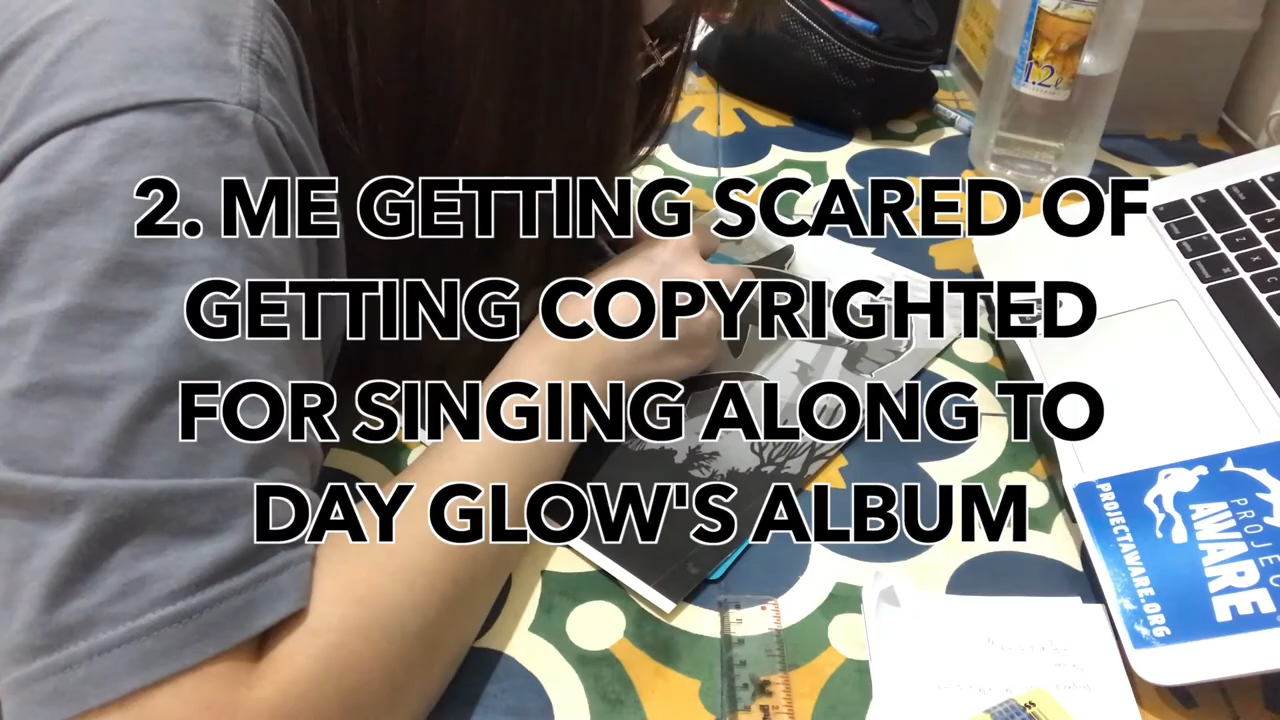 2. ME GETTING SCARED OF
GETTING COPYRIGHTED
FOR SINGING ALONG TO
DAY GLOW'S ALBUM
1.2ℓ
PROJECT
AWARE
PROJECTAWARE.ORG